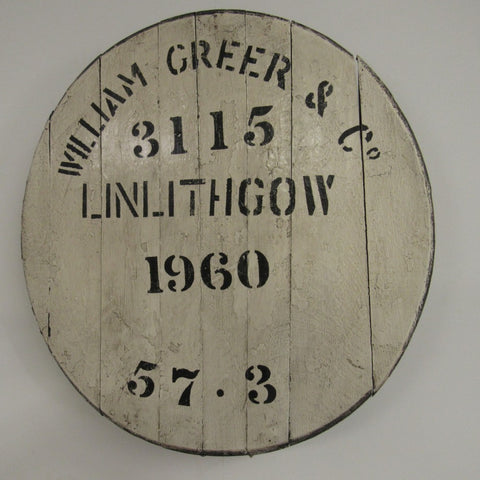 WILLIAM GREER & Co
3115
LINLITHGOW
1960
57.3